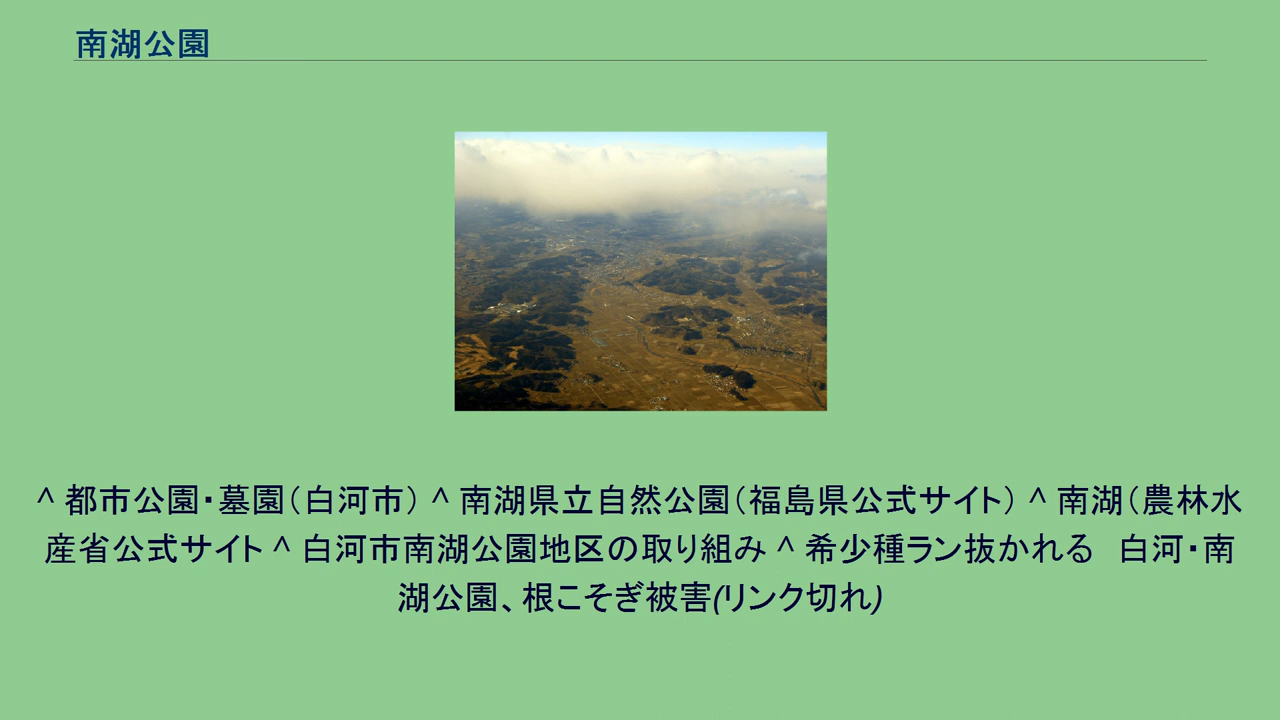 南湖公園
^ 都市公園・墓園（白河市） ^ 南湖県立自然公園（福島県公式サイト） ^ 南湖（農林水
産省公式サイト ^ 白河市南湖公園地区の取り組み ^ 希少種ラン抜かれる　白河・南
湖公園、根こそぎ被害(リンク切れ)